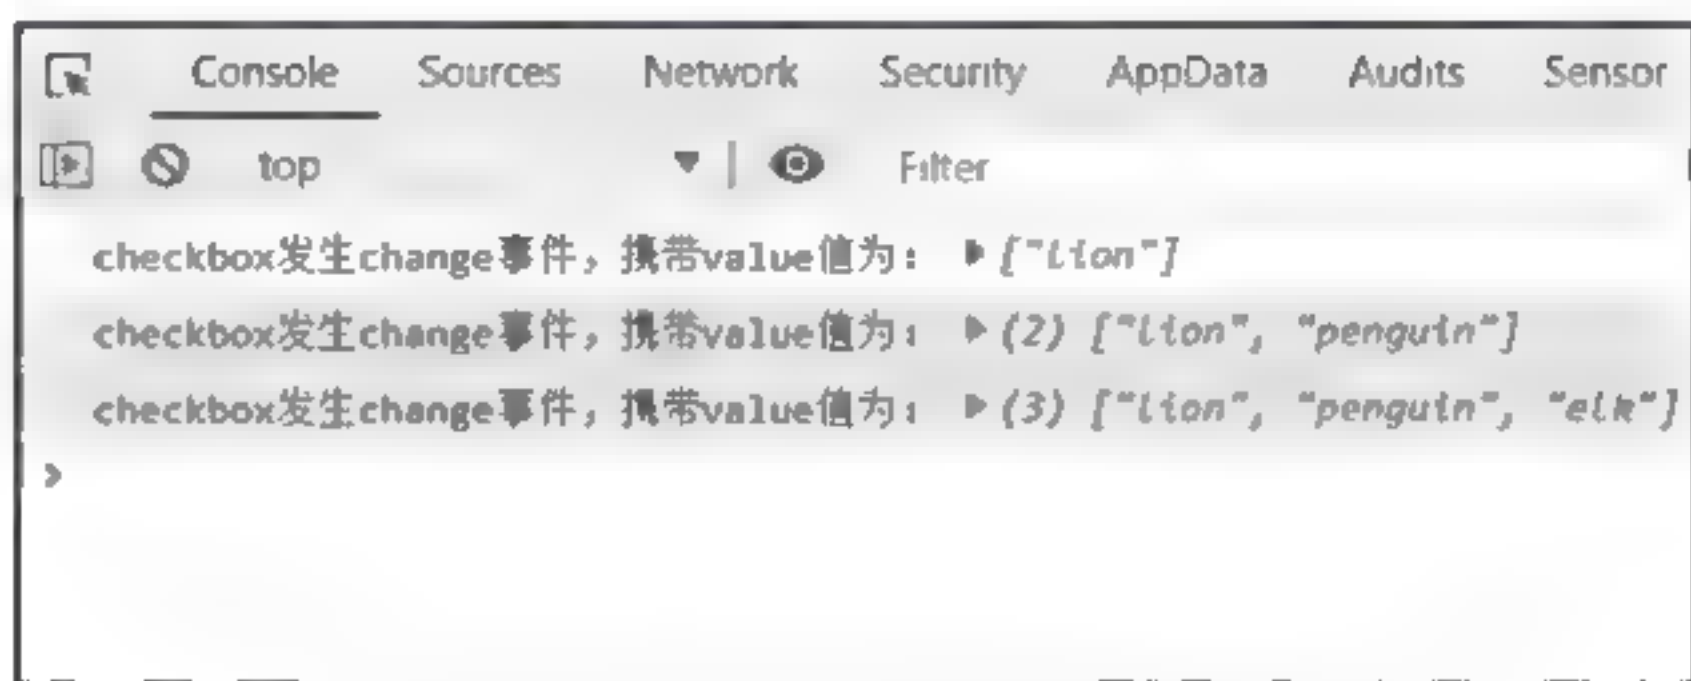 Console Sources Network Security AppData Audits Sensor
top Filter
checkbox发生change事件，携带value值为： ▶ ["lion"]
checkbox发生change事件，携带value值为： ▶ (2) ["lion", "penguin"]
checkbox发生change事件，携带value值为： ▶ (3) ["lion", "penguin", "elk"]